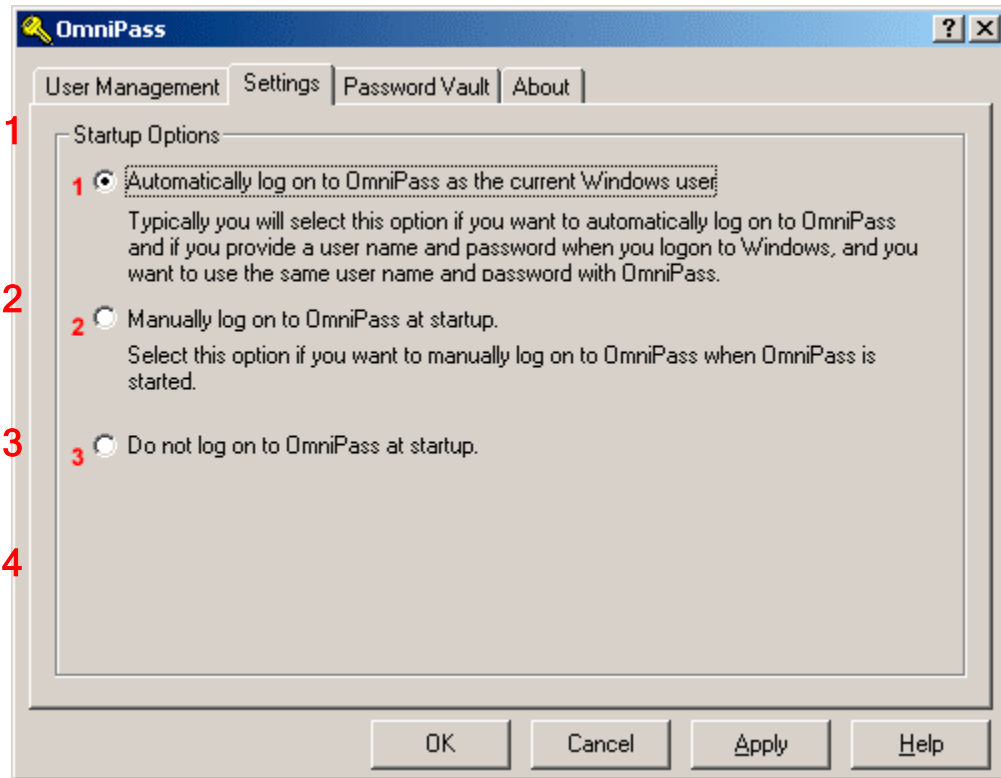 OmniPass
User Management Settings Password Vault About
1
Startup Options
1 Automatically log on to OmniPass as the current Windows user
Typically you will select this option if you want to automatically log on to OmniPass
and if you provide a user name and password when you logon to Windows, and you
want to use the same user name and password with OmniPass.
2
2 Manually log on to OmniPass at startup.
Select this option if you want to manually log on to OmniPass when OmniPass is
started.
3
3 Do not log on to OmniPass at startup.
4
OK Cancel Apply Help